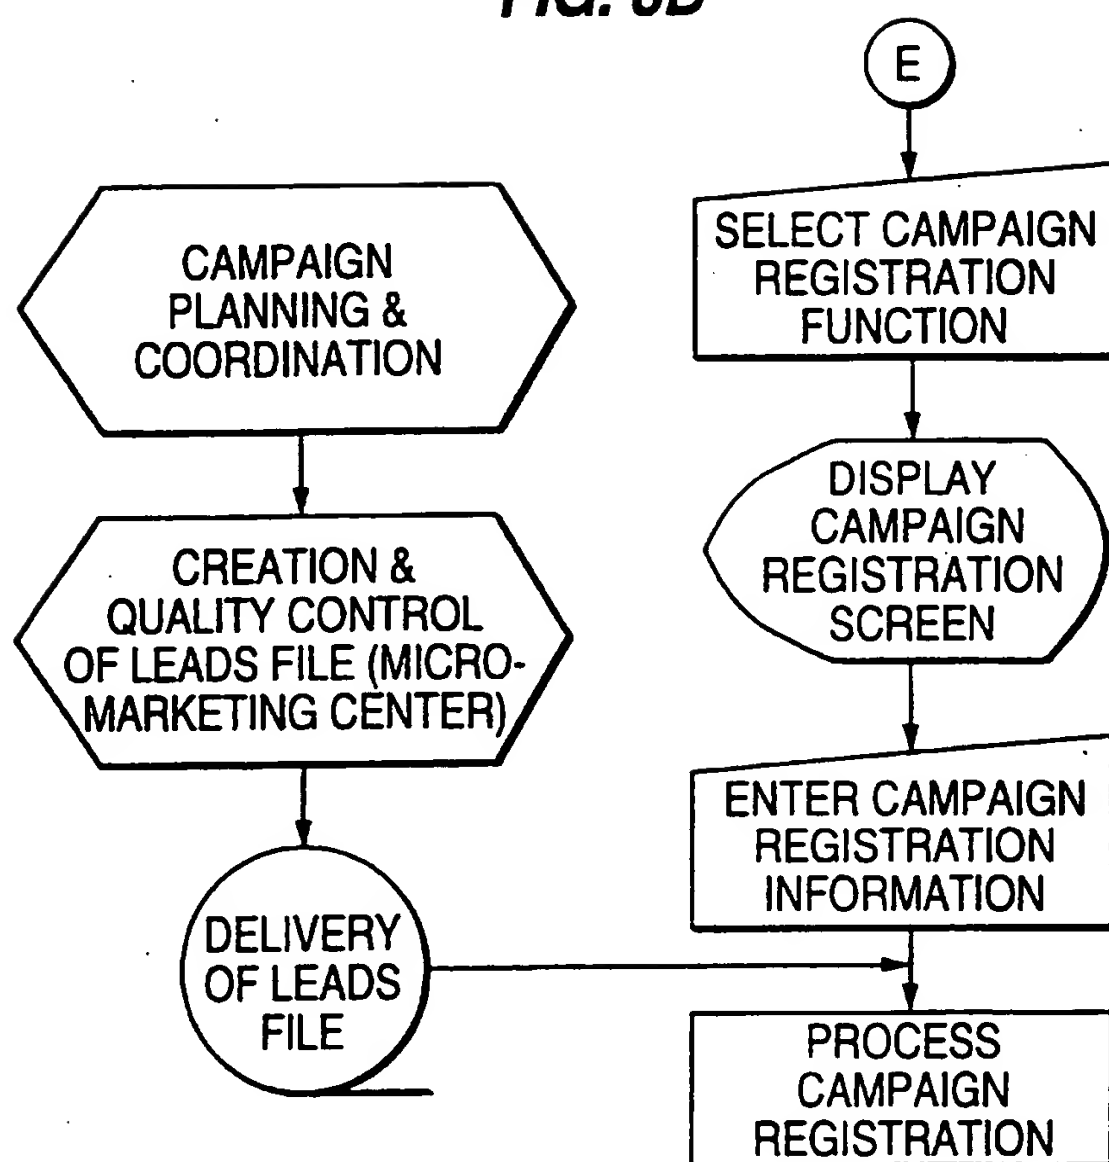 E
CAMPAIGN
PLANNING &
COORDINATION
CREATION &
QUALITY CONTROL
OF LEADS FILE (MICRO-
MARKETING CENTER)
DELIVERY
OF LEADS
FILE
SELECT CAMPAIGN
REGISTRATION
FUNCTION
DISPLAY
CAMPAIGN
REGISTRATION
SCREEN
ENTER CAMPAIGN
REGISTRATION
INFORMATION
PROCESS
CAMPAIGN
REGISTRATION